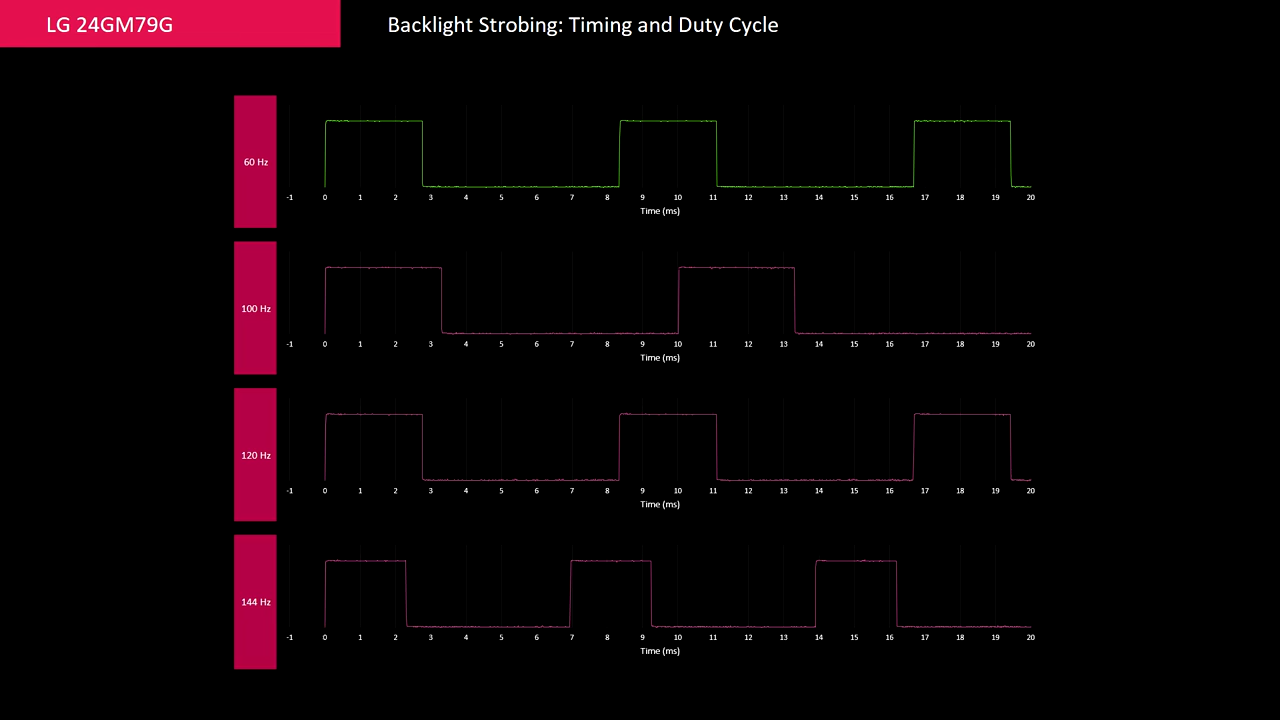 LG 24GM79G
Backlight Strobing: Timing and Duty Cycle
60 Hz
-1 0 1 2 3 4 5 6 7 8 9 10 11 12 13 14 15 16 17 18 19 20
Time (ms)
100 Hz
-1 0 1 2 3 4 5 6 7 8 9 10 11 12 13 14 15 16 17 18 19 20
Time (ms)
120 Hz
-1 0 1 2 3 4 5 6 7 8 9 10 11 12 13 14 15 16 17 18 19 20
Time (ms)
144 Hz
-1 0 1 2 3 4 5 6 7 8 9 10 11 12 13 14 15 16 17 18 19 20
Time (ms)